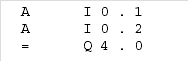 A I 0 . 1
A I 0 . 2
= Q 4 . 0